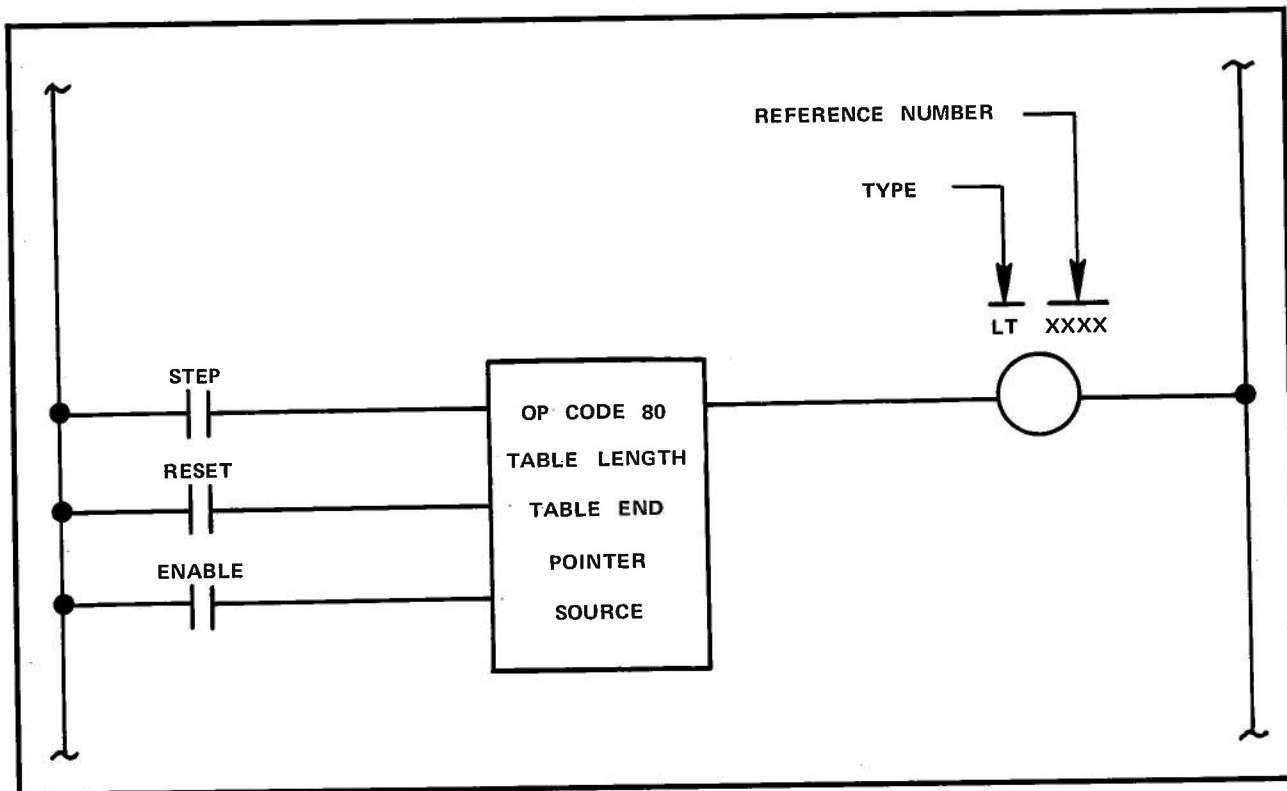 REFERENCE NUMBER
TYPE
LT XXXX
STEP
OP CODE 80
TABLE LENGTH
RESET
TABLE END
POINTER
ENABLE
SOURCE